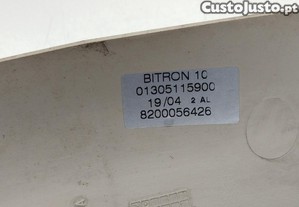 CustoJusto.pt
BITRON 10
01305115900
19/04 2 AL
8200056426